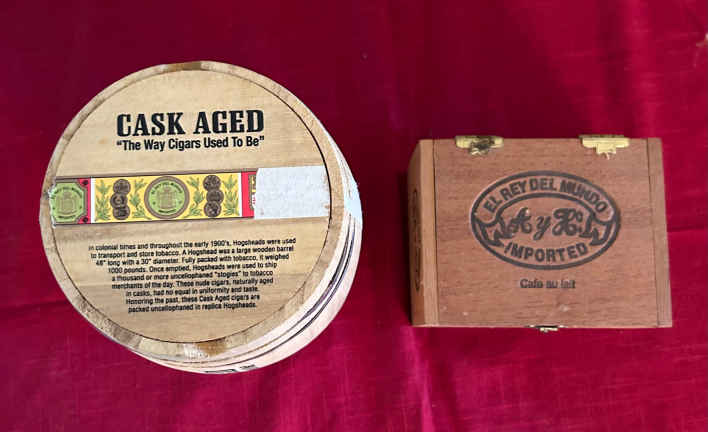 CASK AGED
“The Way Cigars Used To Be”
In colonial times and throughout the early 1900's, Hogsheads were used
to transport and store tobacco. A Hogshead was a large wooden barrel
48" long with a 30" diameter. Fully packed with tobacco, it weighed
1000 pounds. Once emptied, Hogsheads were used to ship
a thousand or more uncellophaned "stogies" to tobacco
merchants of the day. These nude cigars, naturally aged
in casks, had no equal in uniformity and taste.
Honoring the past, these Cask Aged cigars are
packed uncellophaned in replica Hogsheads.
EL REY DEL MUNDO
IMPORTED
Cafe au lait